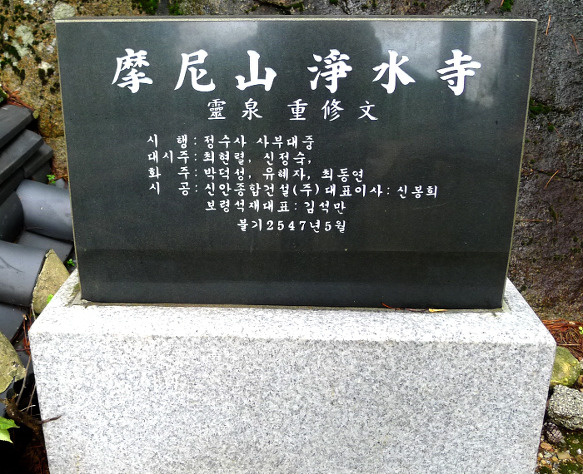 摩尼山 淨水寺
靈泉 重修文
시 행: 정수사 사부대중
대시주: 최현렬, 신정숙,
화 주: 박덕성, 유혜자, 최동연
시 공: 신안종합건설(주) 대표이사: 신봉희
보령석재대표: 김석만
불기2547년5월